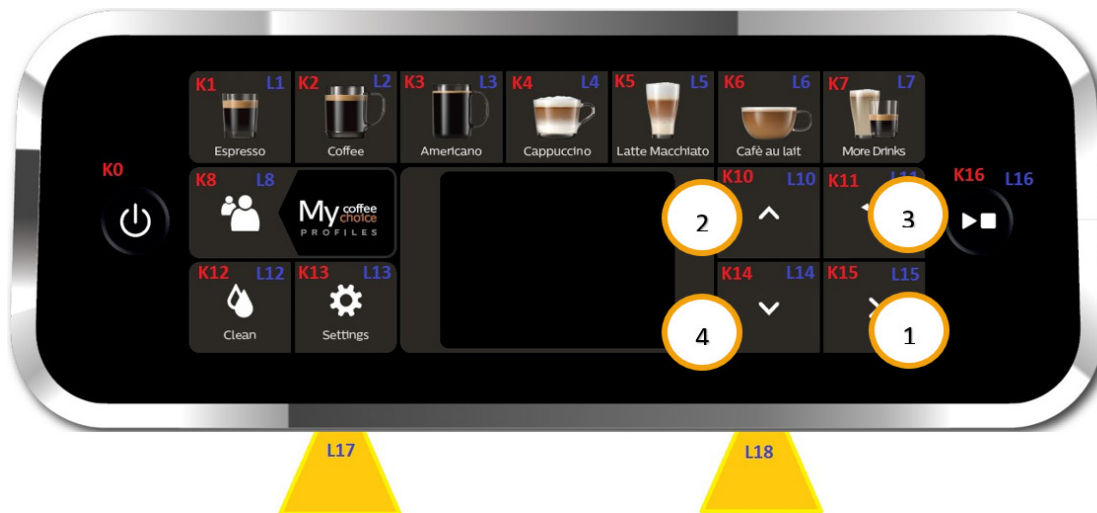 K1 L1 K2 L2 K3 L3 K4 L4 K5 L5 K6 L6 K7 L7
Espresso Coffee Americano Cappuccino Latte Macchiato Cafè au lait More Drinks
K0 K8 L8 K10 L10 K11 K16 L16
My coffee choice
PROFILES
2 3
K12 L12 K13 L13 K14 L14 K15 L15
Clean Settings
4 1
L17 L18